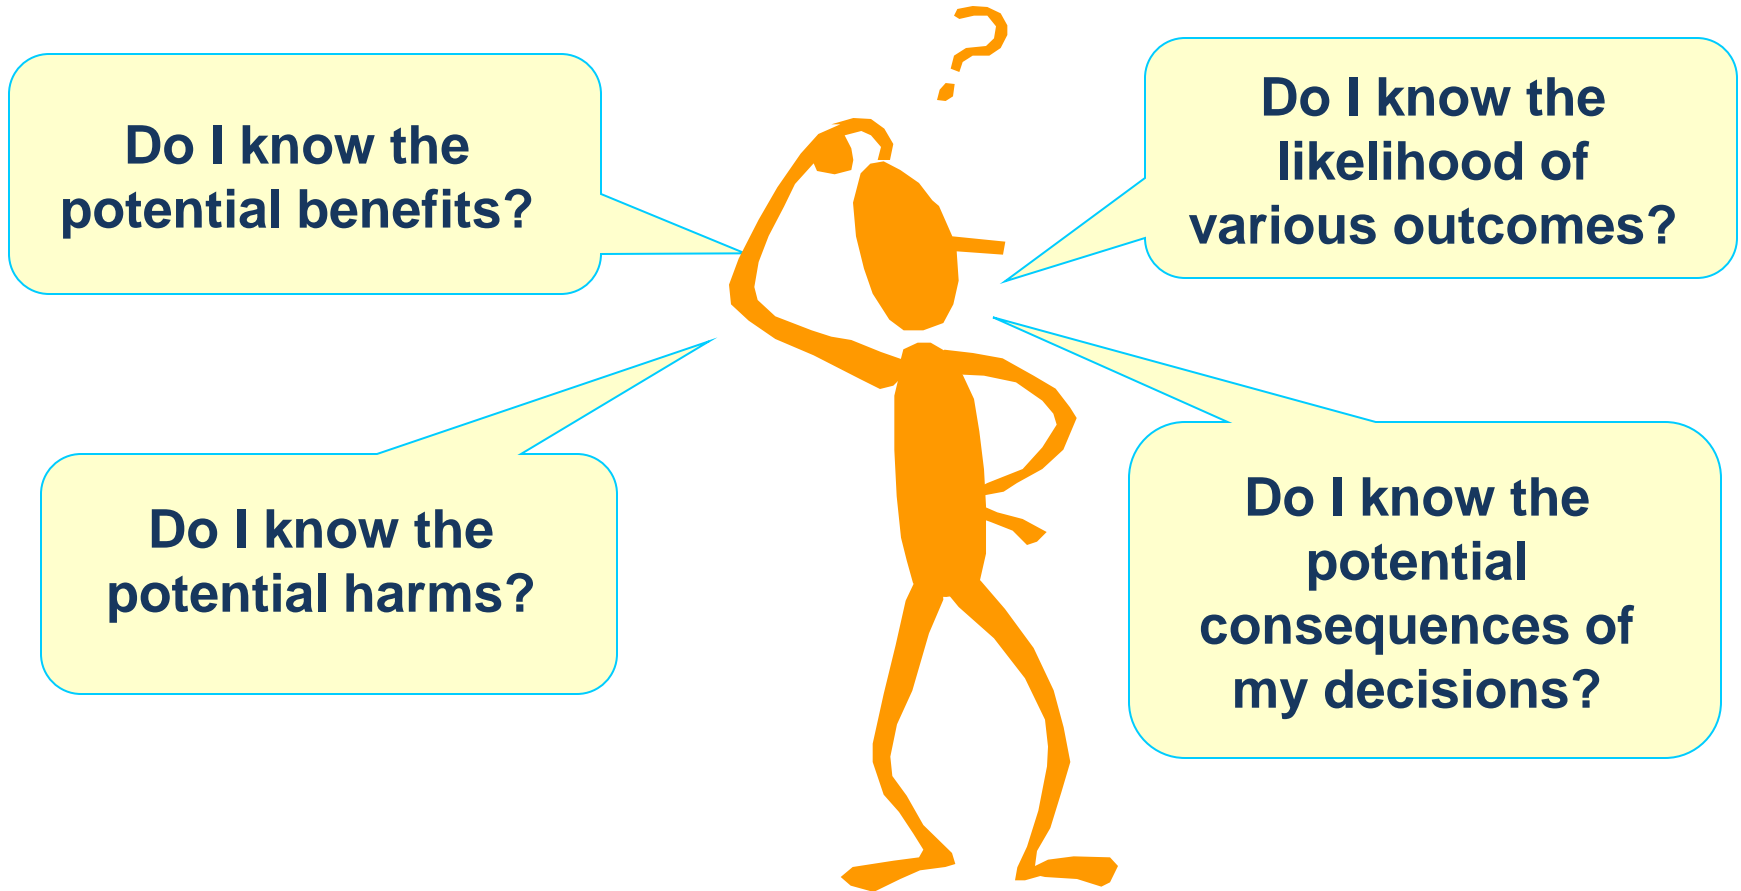 ?
Do I know the
potential benefits?
Do I know the
likelihood of
various outcomes?
Do I know the
potential harms?
Do I know the
potential
consequences of
my decisions?